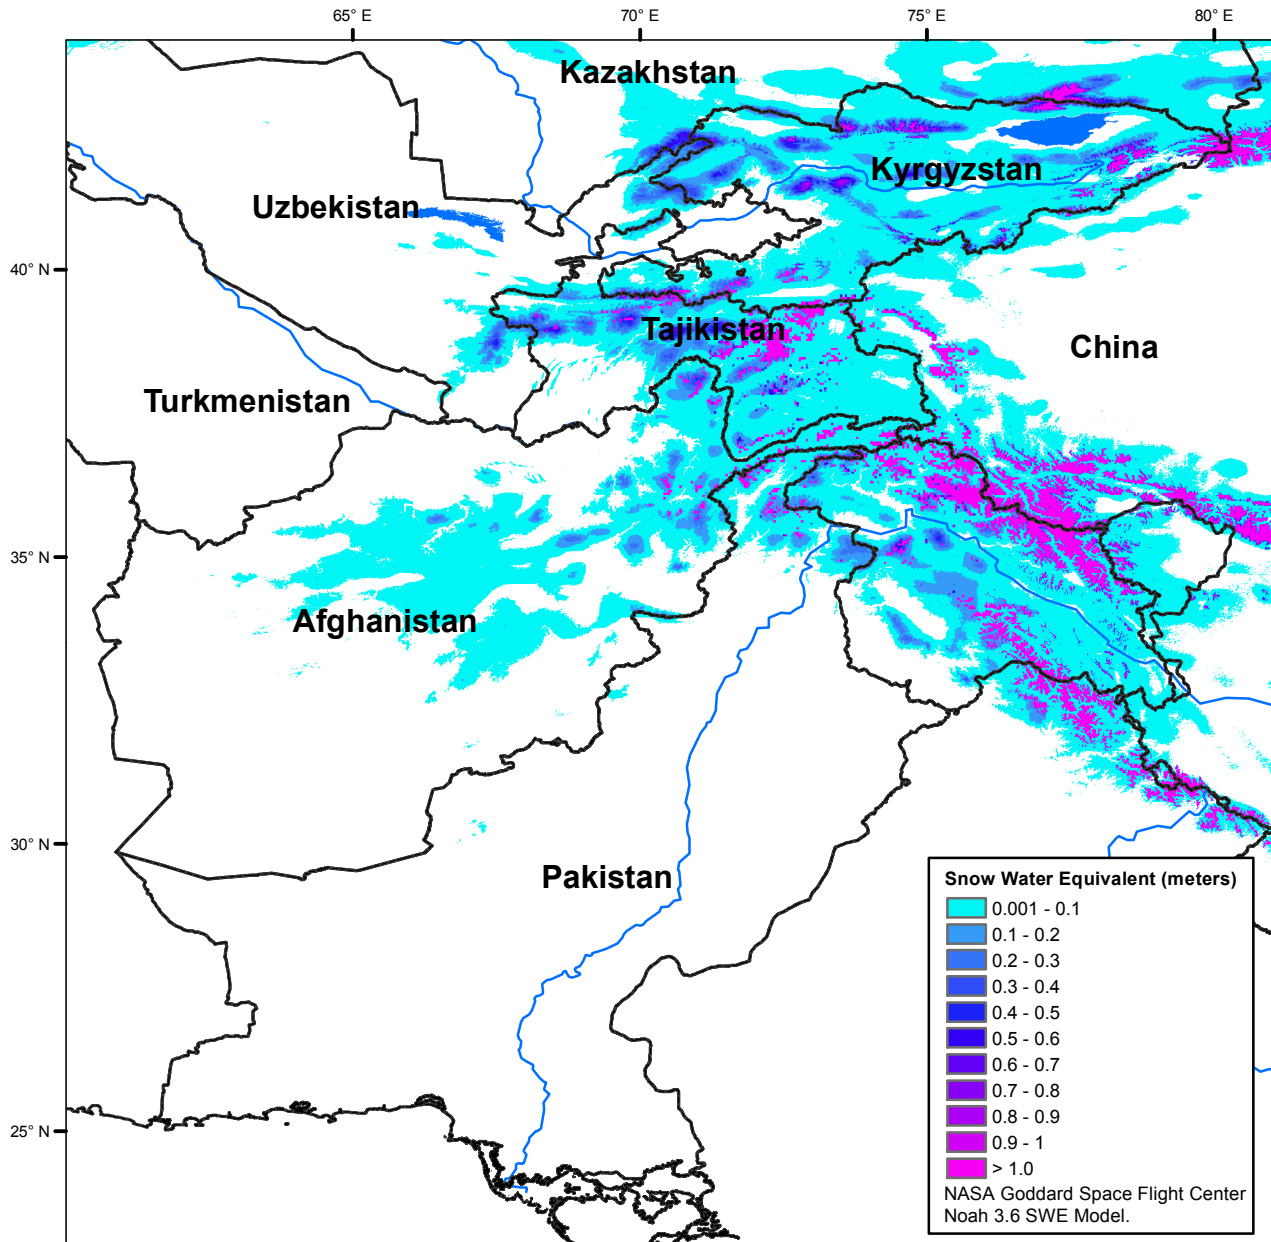 65° E
70° E
75° E
80° E
Kazakhstan
Kyrgyzstan
Uzbekistan
40° N
Tajikistan
China
Turkmenistan
35° N
Afghanistan
30° N
Pakistan
25° N
Snow Water Equivalent (meters)
0.001 - 0.1
0.1 - 0.2
0.2 - 0.3
0.3 - 0.4
0.4 - 0.5
0.5 - 0.6
0.6 - 0.7
0.7 - 0.8
0.8 - 0.9
0.9 - 1
> 1.0
NASA Goddard Space Flight Center
Noah 3.6 SWE Model.